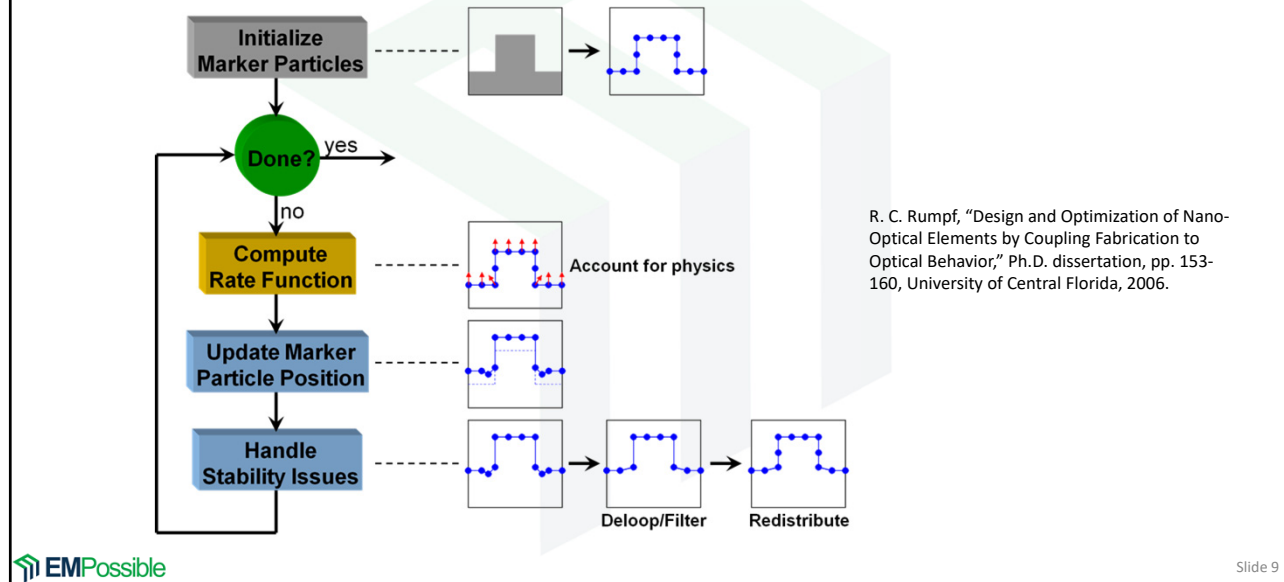 Initialize
Marker Particles
Done?
yes
no
Compute
Rate Function
Account for physics
Update Marker
Particle Position
Handle
Stability Issues
Deloop/Filter
Redistribute
R. C. Rumpf, “Design and Optimization of Nano-
Optical Elements by Coupling Fabrication to
Optical Behavior,” Ph.D. dissertation, pp. 153-
160, University of Central Florida, 2006.
EMPossible
Slide 9